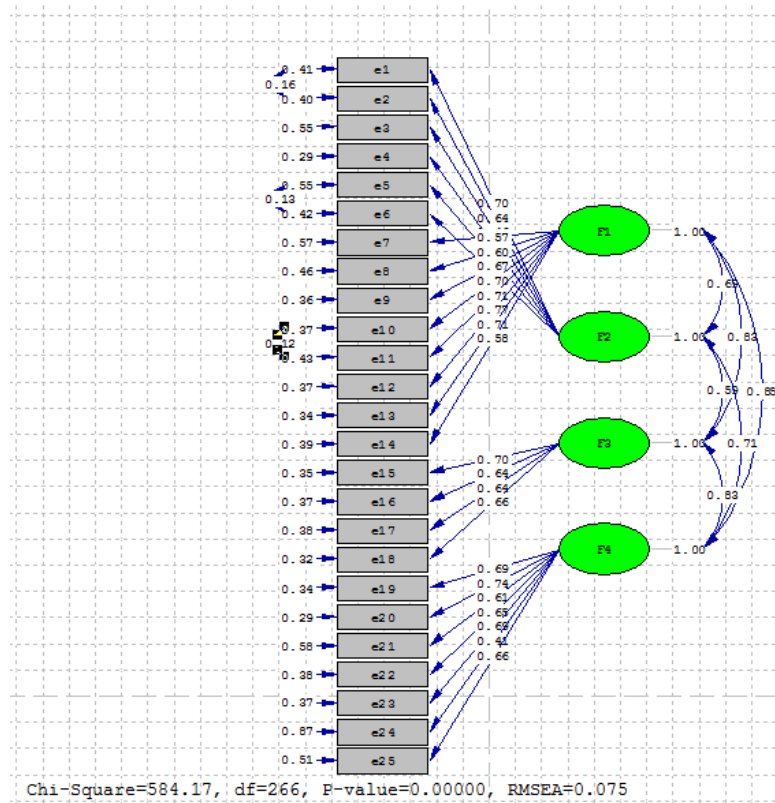 0.41 e1
0.16
0.40 e2
0.55 e3
0.29 e4
0.55 e5
0.13
0.42 e6
0.57 e7
0.46 e8
0.36 e9
0.37 e10
0.12
0.43 e11
0.37 e12
0.34 e13
0.39 e14
0.35 e15
0.37 e16
0.38 e17
0.32 e18
0.34 e19
0.29 e20
0.58 e21
0.38 e22
0.37 e23
0.87 e24
0.51 e25
0.70
0.64
0.57
0.60
0.67
0.70
0.71
0.77
0.71
0.58
0.70
0.64
0.64
0.66
0.69
0.74
0.61
0.65
0.41
0.66
F1 1.00
F2 1.00
F3 1.00
F4 1.00
0.69
0.83
0.59
0.85
0.71
0.83
Chi-Square=584.17, df=266, P-value=0.00000, RMSEA=0.075